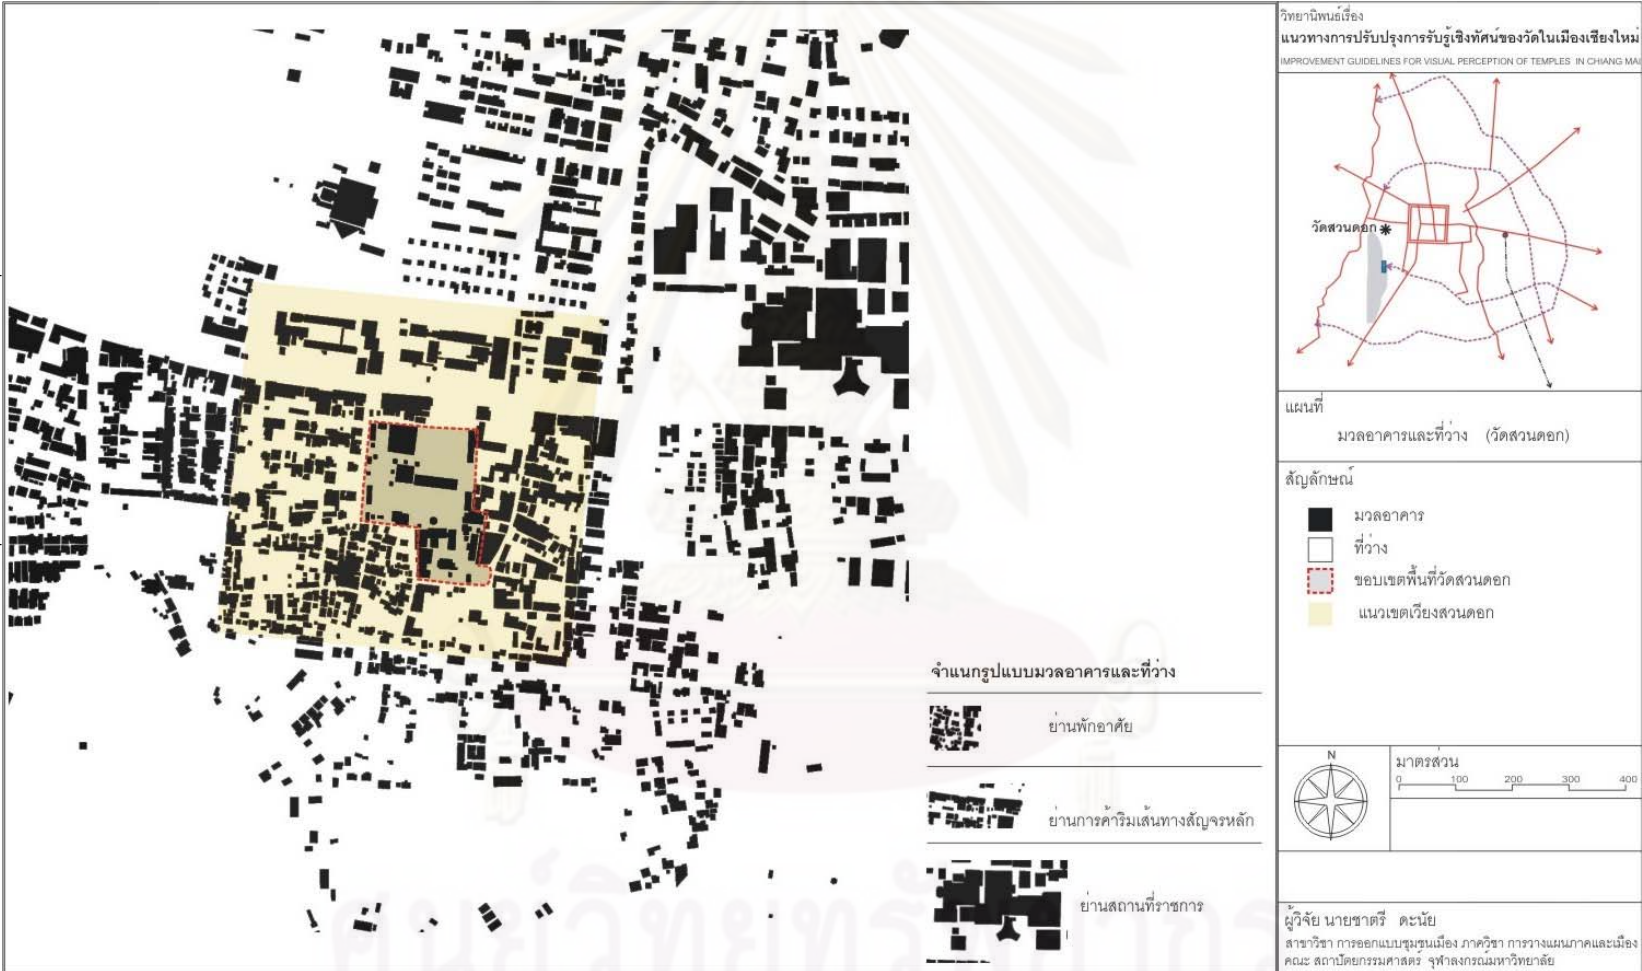 วิทยานิพนธ์เรื่อง
แนวทางการปรับปรุงการรับรู้เชิงทัศน์ของวัดในเมืองเชียงใหม่
IMPROVEMENT GUIDELINES FOR VISUAL PERCEPTION OF TEMPLES IN CHIANG MAI
วัดสวนดอก
แผนที่
มวลอาคารและที่ว่าง (วัดสวนดอก)
สัญลักษณ์
มวลอาคาร
ที่ว่าง
ขอบเขตพื้นที่วัดสวนดอก
แนวเขตเวียงสวนดอก
จำแนกรูปแบบมวลอาคารและที่ว่าง
ย่านพักอาศัย
ย่านการค้าริมเส้นทางสัญจรหลัก
ย่านสถานที่ราชการ
N
มาตรส่วน
0 100 200 300 400
ผู้วิจัย นายชาตรี คะนัย
สาขาวิชา การออกแบบชุมชนเมือง ภาควิชา การวางแผนภาคและเมือง
คณะ สถาปัตยกรรมศาสตร์ จุฬาลงกรณ์มหาวิทยาลัย